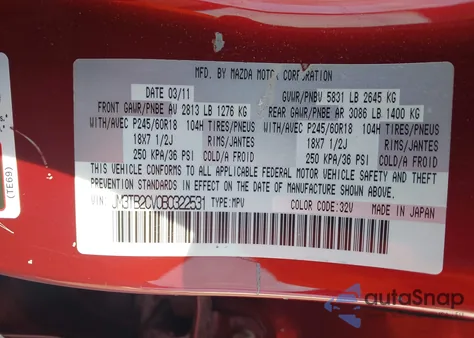 MFD. BY MAZDA MOTOR CORPORATION
DATE 03/11 GVWR/PNBV 5831 LB 2645 KG
FRONT GAWR/PNBE AV 2813 LB 1276 KG REAR GAWR/PNBE AR 3086 LB 1400 KG
WITH/AVEC P245/60R18 104H TIRES/PNEUS WITH/AVEC P245/60R18 104H TIRES/PNEUS
18X7 1/2J RIMS/JANTES 18X7 1/2J RIMS/JANTES
250 KPA/36 PSI COLD/A FROID 250 KPA/36 PSI COLD/A FROID
THIS VEHICLE CONFORMS TO ALL APPLICABLE FEDERAL MOTOR VEHICLE SAFETY AND THEFT
PREVENTION STANDARDS IN EFFECT ON THE DATE OF MANUFACTURE SHOWN ABOVE.
VIN: JM3TB2CV0B0322531 TYPE:MPV COLOR CODE:32V MADE IN JAPAN
(TE69)
autoSnap